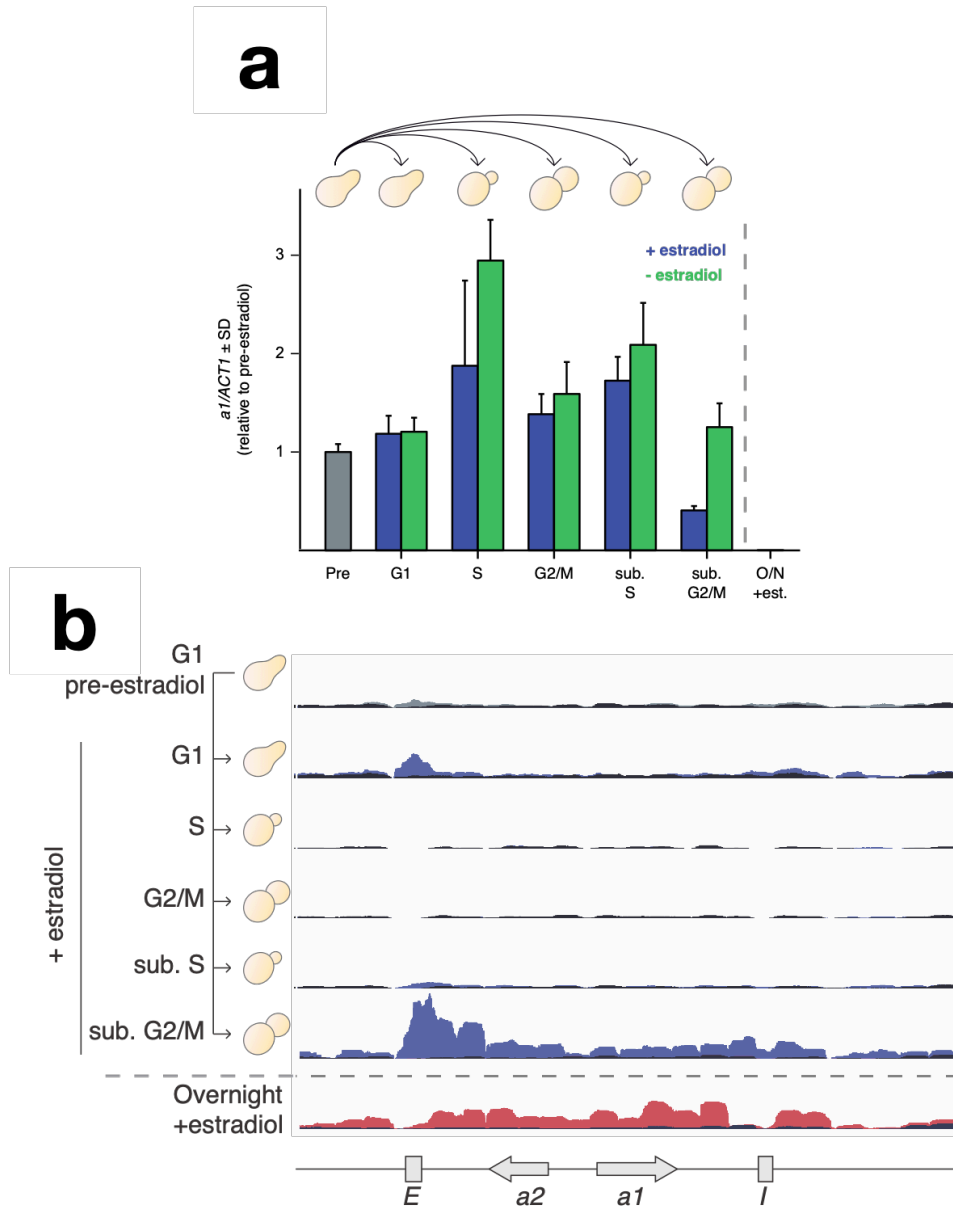 a
+ estradiol
- estradiol
3
2
1
a1/ACT1 ± SD
(relative to pre-estradiol)
Pre
G1
S
G2/M
sub.
S
sub.
G2/M
O/N
+est.
b
G1
pre-estradiol
+ estradiol
G1
S
G2/M
sub. S
sub. G2/M
Overnight
+estradiol
E
a2
a1
I